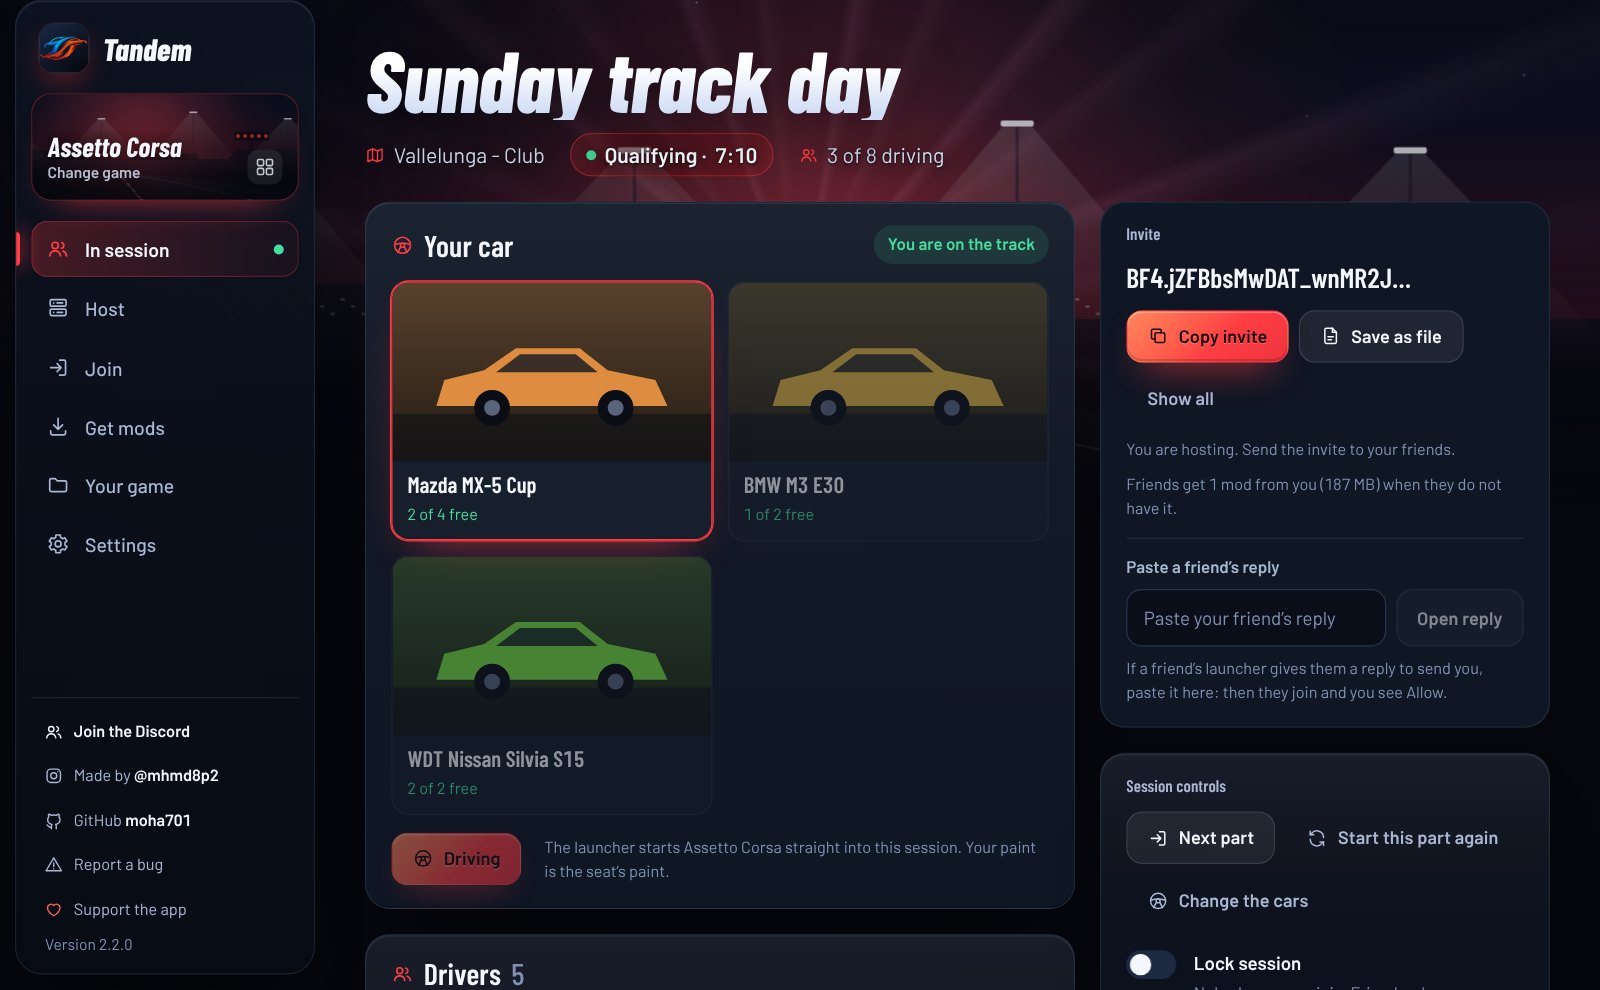 Tandem
Assetto Corsa
Change game
In session
Host
Join
Get mods
Your game
Settings
Join the Discord
Made by @mhmd8p2
GitHub moha701
Report a bug
Support the app
Version 2.2.0
Sunday track day
Vallelunga - Club
Qualifying · 7:10
3 of 8 driving
Your car
You are on the track
Mazda MX-5 Cup
2 of 4 free
BMW M3 E30
1 of 2 free
WDT Nissan Silvia S15
2 of 2 free
Driving
The launcher starts Assetto Corsa straight into this session. Your paint
is the seat's paint.
Drivers 5
Invite
BF4.jZFBbsMwDAT_wnMR2J...
Copy invite
Save as file
Show all
You are hosting. Send the invite to your friends.
Friends get 1 mod from you (187 MB) when they do not
have it.
Paste a friend's reply
Paste your friend's reply
Open reply
If a friend's launcher gives them a reply to send you,
paste it here: then they join and you see Allow.
Session controls
Next part
Start this part again
Change the cars
Lock session